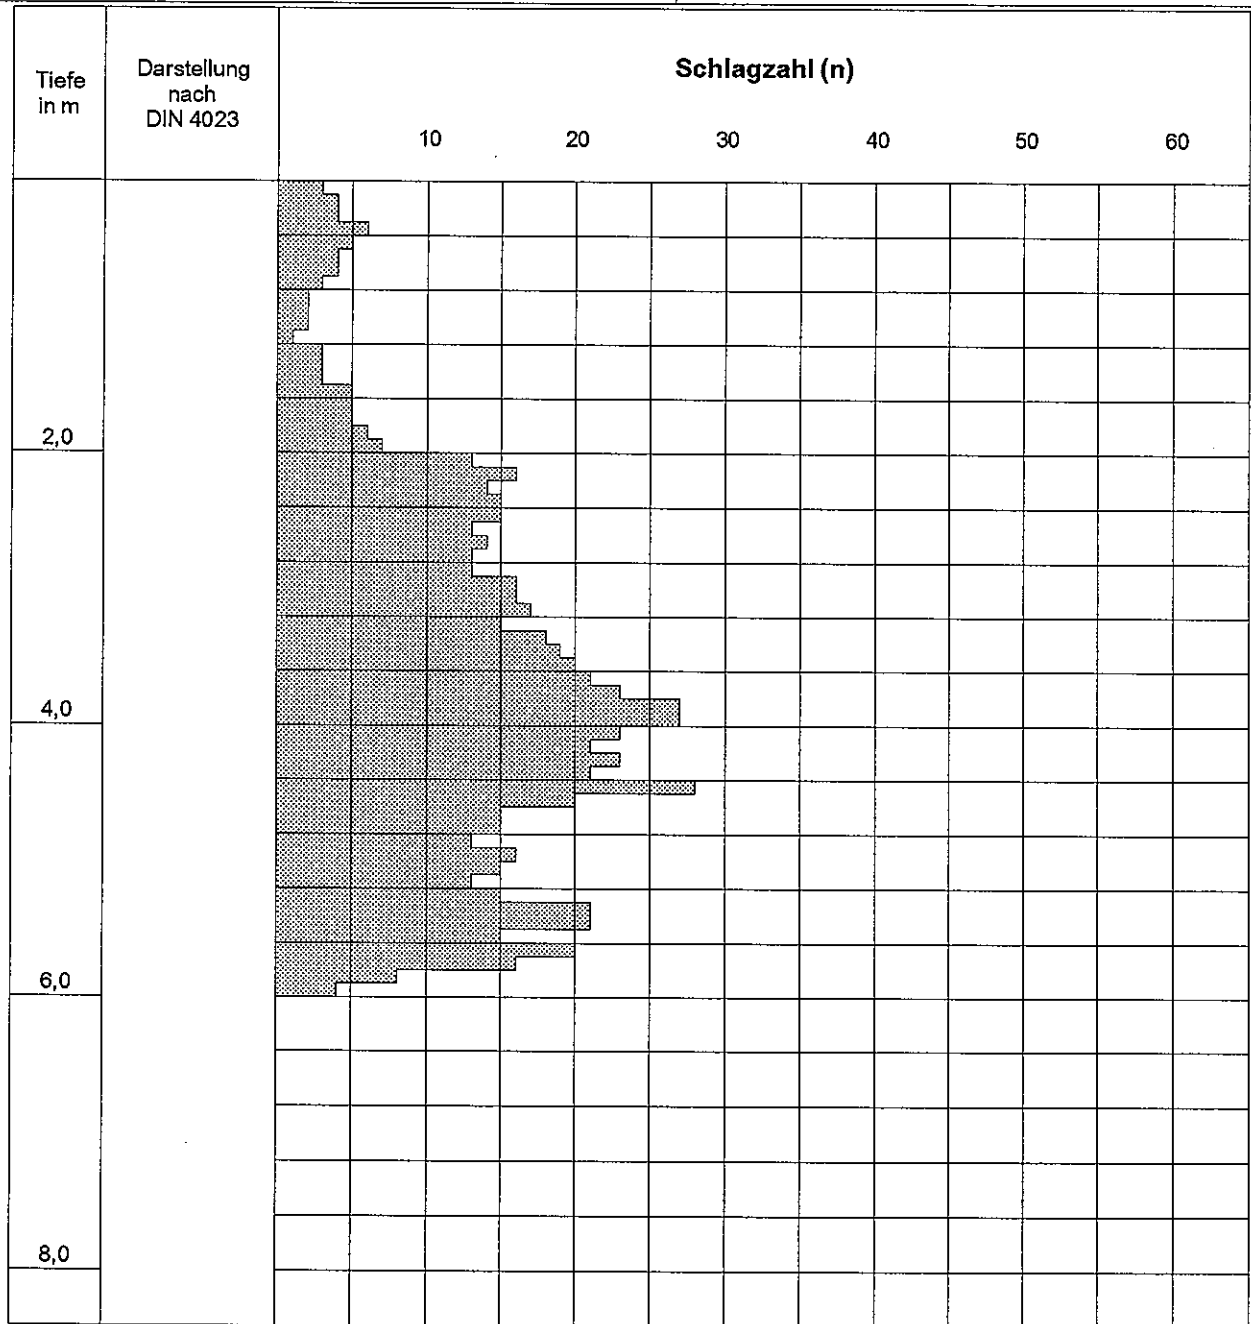 Tiefe
in m
Darstellung
nach
DIN 4023
Schlagzahl (n)
10 20 30 40 50 60
2,0
4,0
6,0
8,0